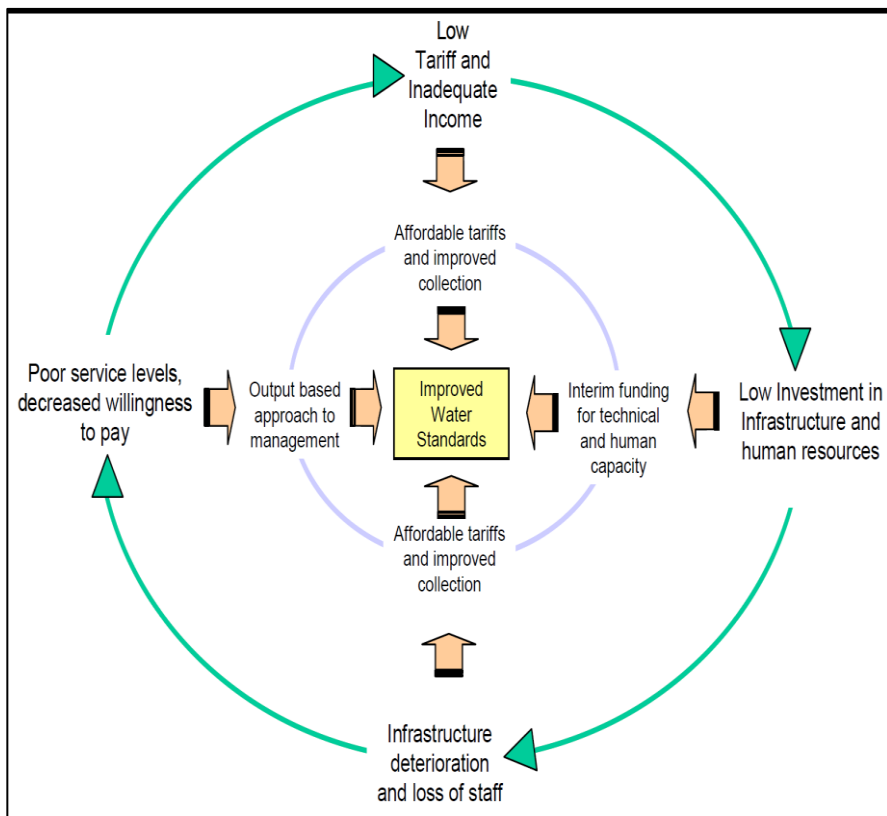 Low
Tariff and
Inadequate
Income
Affordable tariffs
and improved
collection
Poor service levels,
decreased willingness
to pay
Output based
approach to
management
Improved
Water
Standards
Interim funding
for technical
and human
capacity
Low Investment in
Infrastructure and
human resources
Affordable tariffs
and improved
collection
Infrastructure
deterioration
and loss of staff